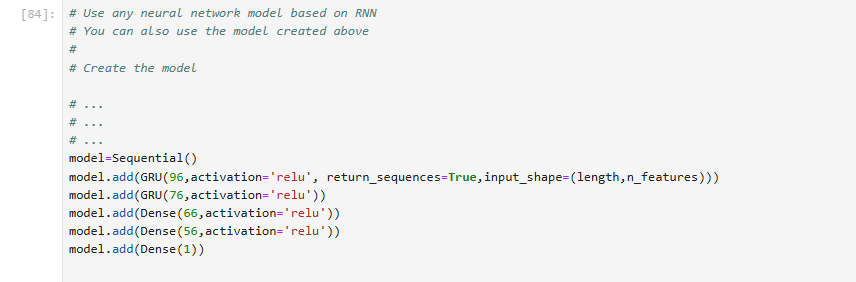 [84]: # Use any neural network model based on RNN
# You can also use the model created above
#
# Create the model
# ...
# ...
# ...
model=Sequential()
model.add(GRU(96,activation='relu', return_sequences=True,input_shape=(length,n_features)))
model.add(GRU(76,activation='relu'))
model.add(Dense(66,activation='relu'))
model.add(Dense(56,activation='relu'))
model.add(Dense(1))